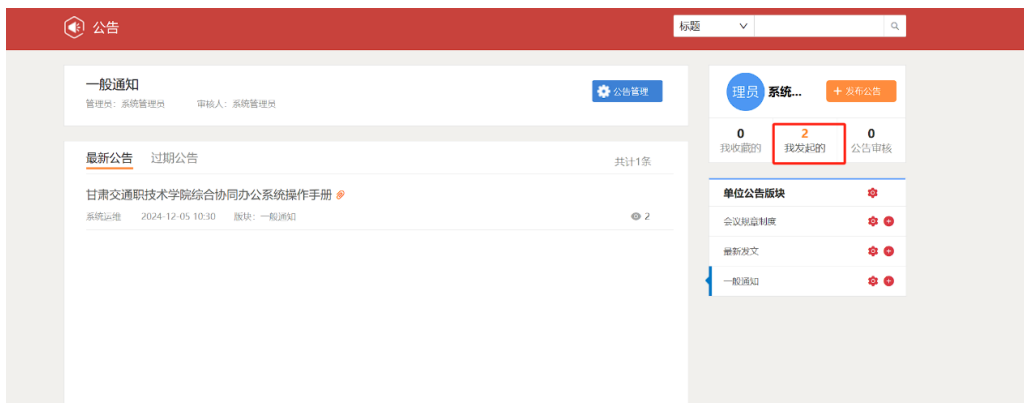 公告
标题
一般通知
管理员：系统管理员 审核人：系统管理员
公告管理
最新公告 过期公告 共计1条
甘肃交通职技术学院综合协同办公系统操作手册
系统运维 2024-12-05 10:30 版块：一般通知 2
理员 系统... + 发布公告
0 2 0
我收藏的 我发起的 公告审核
单位公告版块
会议规章制度
最新发文
一般通知